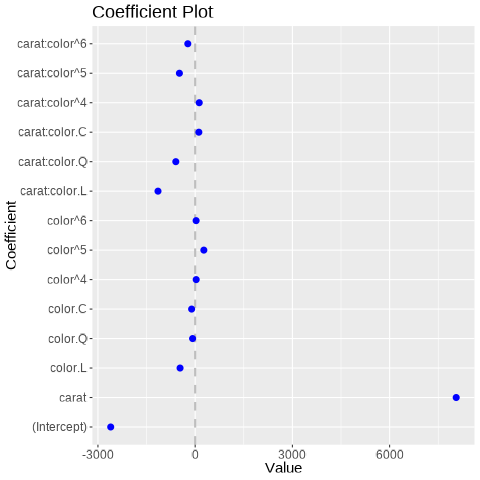 Coefficient Plot
carat:color^6
carat:color^5
carat:color^4
carat:color.C
carat:color.Q
carat:color.L
color^6
color^5
color^4
color.C
color.Q
color.L
carat
(Intercept)
Coefficient
-3000 0 3000 6000
Value